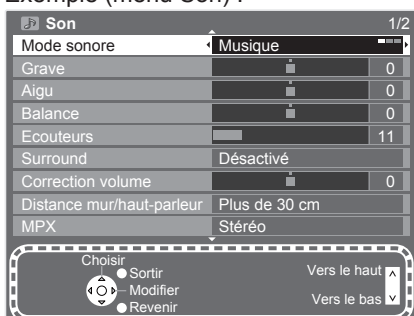 Exemple (menu Son) :
Son 1/2
Mode sonore Musique
Grave 0
Aigu 0
Balance 0
Ecouteurs 11
Surround Désactivé
Correction volume 0
Distance mur/haut-parleur Plus de 30 cm
MPX Stéréo
Choisir
Sortir
Modifier
Revenir
Vers le haut
Vers le bas